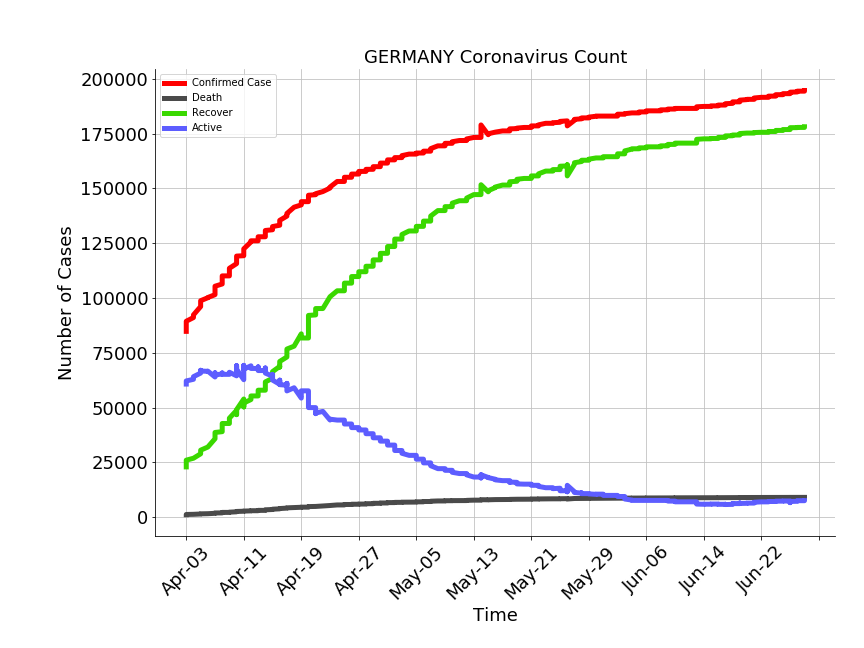 GERMANY Coronavirus Count
Confirmed Case
Death
Recover
Active
Number of Cases
200000
175000
150000
125000
100000
75000
50000
25000
0
Apr-03
Apr-11
Apr-19
Apr-27
May-05
May-13
May-21
May-29
Jun-06
Jun-14
Jun-22
Time